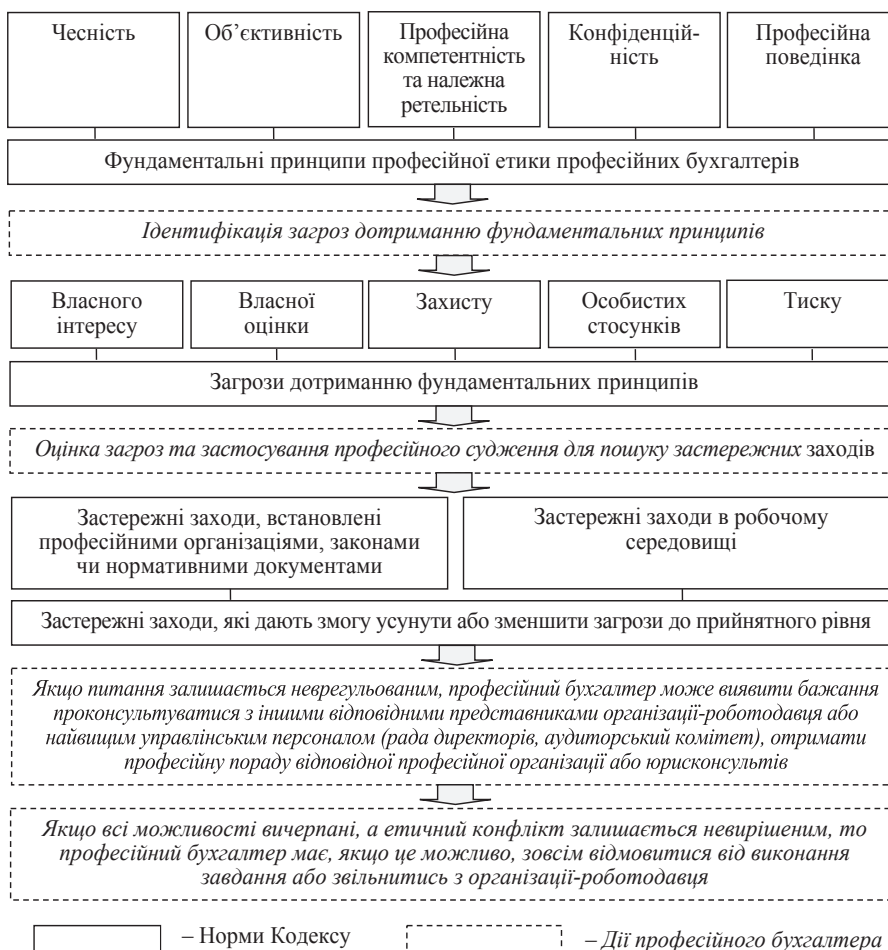 Чесність
Об’єктивність
Професійна
компетентність
та належна
ретельність
Конфіденцій-
ність
Професійна
поведінка
Фундаментальні принципи професійної етики професійних бухгалтерів
Ідентифікація загроз дотриманню фундаментальних принципів
Власного
інтересу
Власної
оцінки
Захисту
Особистих
стосунків
Тиску
Загрози дотриманню фундаментальних принципів
Оцінка загроз та застосування професійного судження для пошуку застережних заходів
Застережні заходи, встановлені
професійними організаціями, законами
чи нормативними документами
Застережні заходи в робочому
середовищі
Застережні заходи, які дають змогу усунути або зменшити загрози до прийнятного рівня
Якщо питання залишається неврегульованим, професійний бухгалтер може виявити бажання
проконсультуватися з іншими відповідними представниками організації-роботодавця або
найвищим управлінським персоналом (рада директорів, аудиторський комітет), отримати
професійну пораду відповідної професійної організації або юрисконсультів
Якщо всі можливості вичерпані, а етичний конфлікт залишається невирішеним, то
професійний бухгалтер має, якщо це можливо, зовсім відмовитися від виконання
завдання або звільнитись з організації-роботодавця
– Норми Кодексу
– Дії професійного бухгалтера